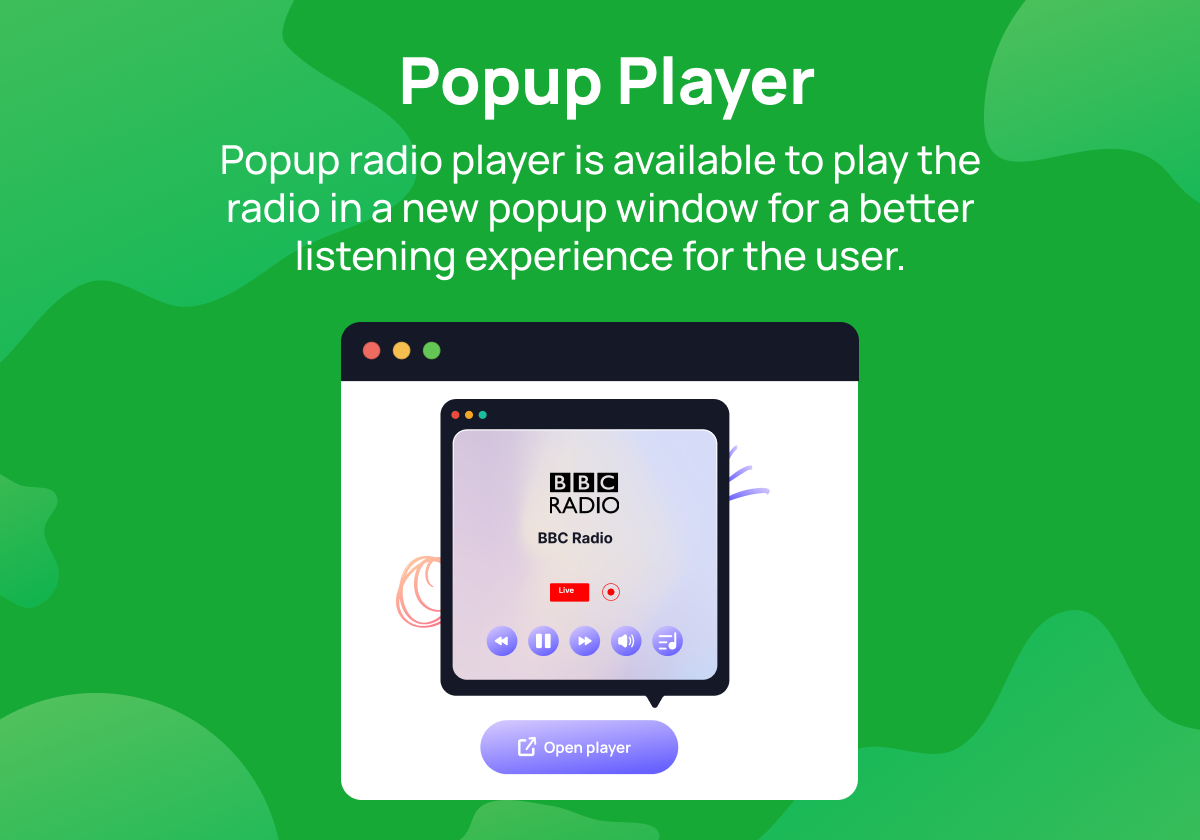 Popup Player
Popup radio player is available to play the
radio in a new popup window for a better
listening experience for the user.
BBC
RADIO
BBC Radio
Live
Open player